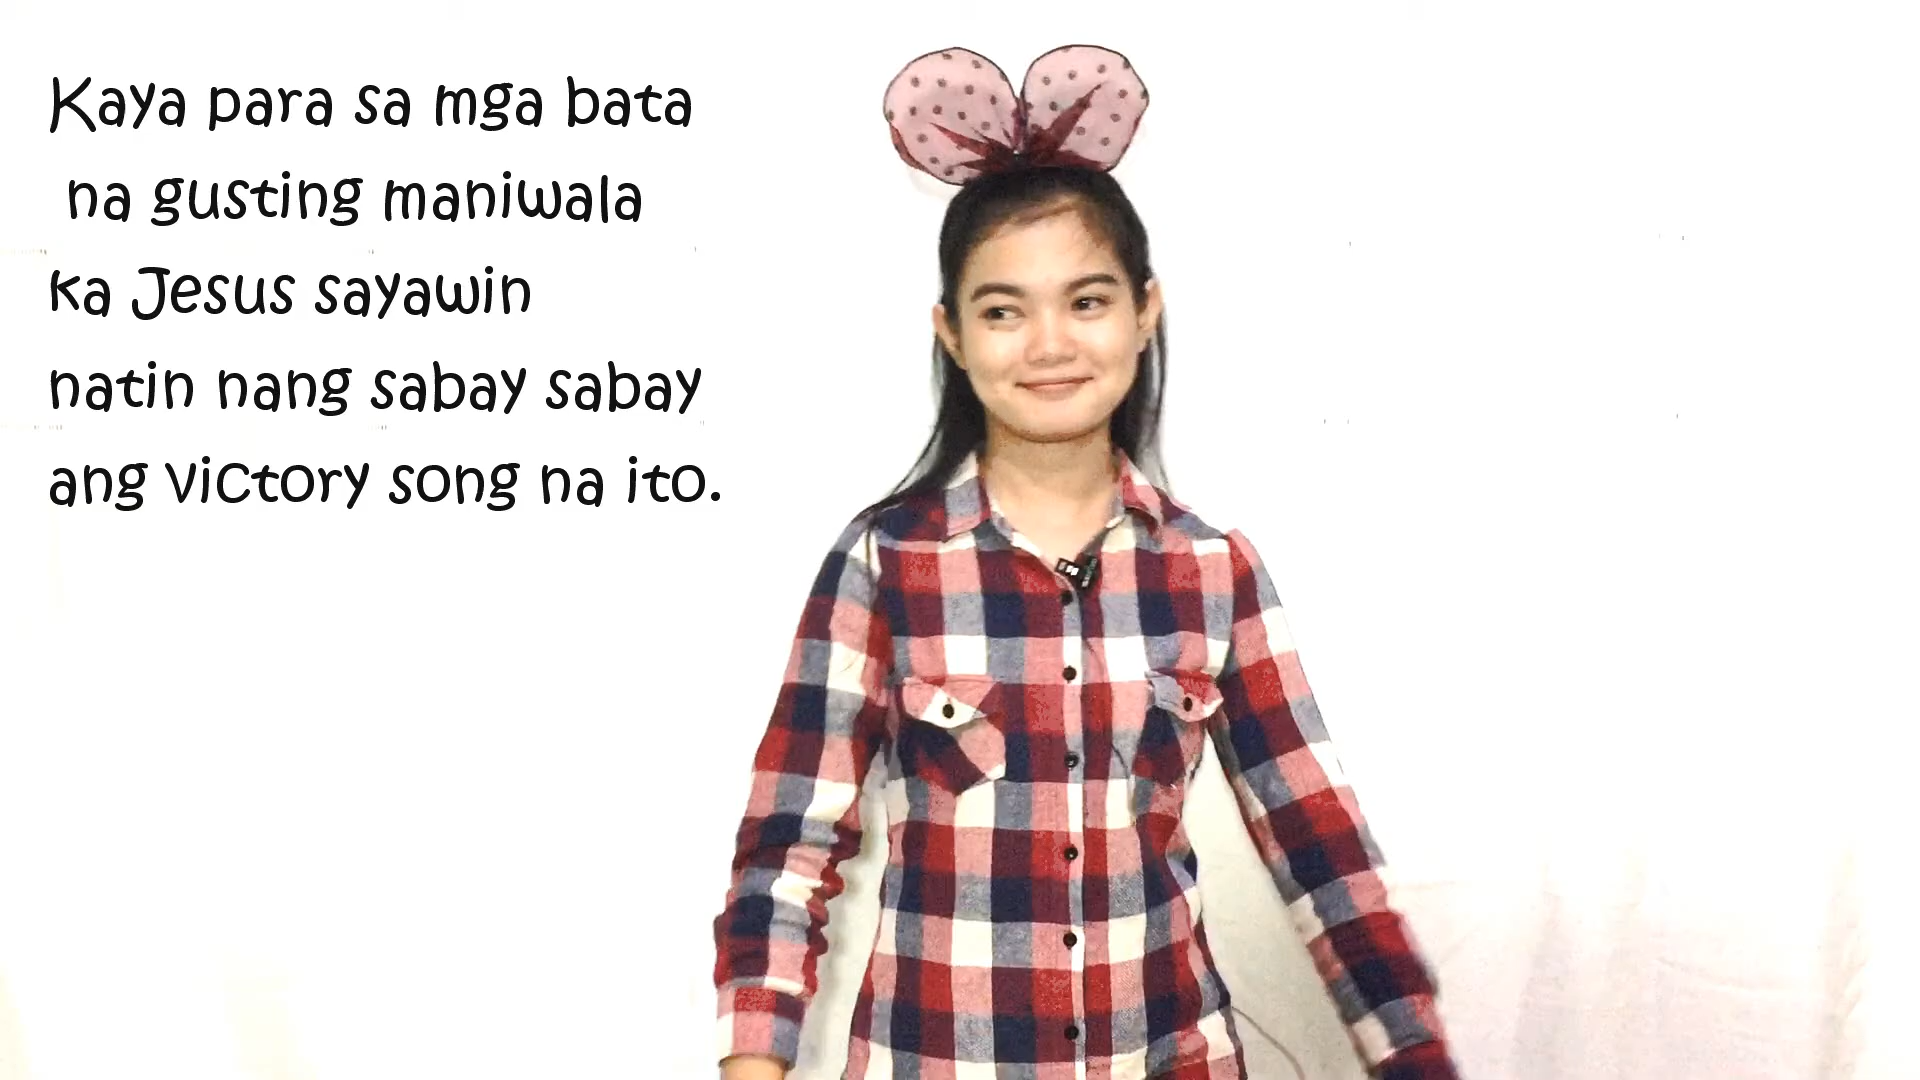 Kaya para sa mga bata
na gusting maniwala
ka Jesus sayawin
natin nang sabay sabay
ang victory song na ito.